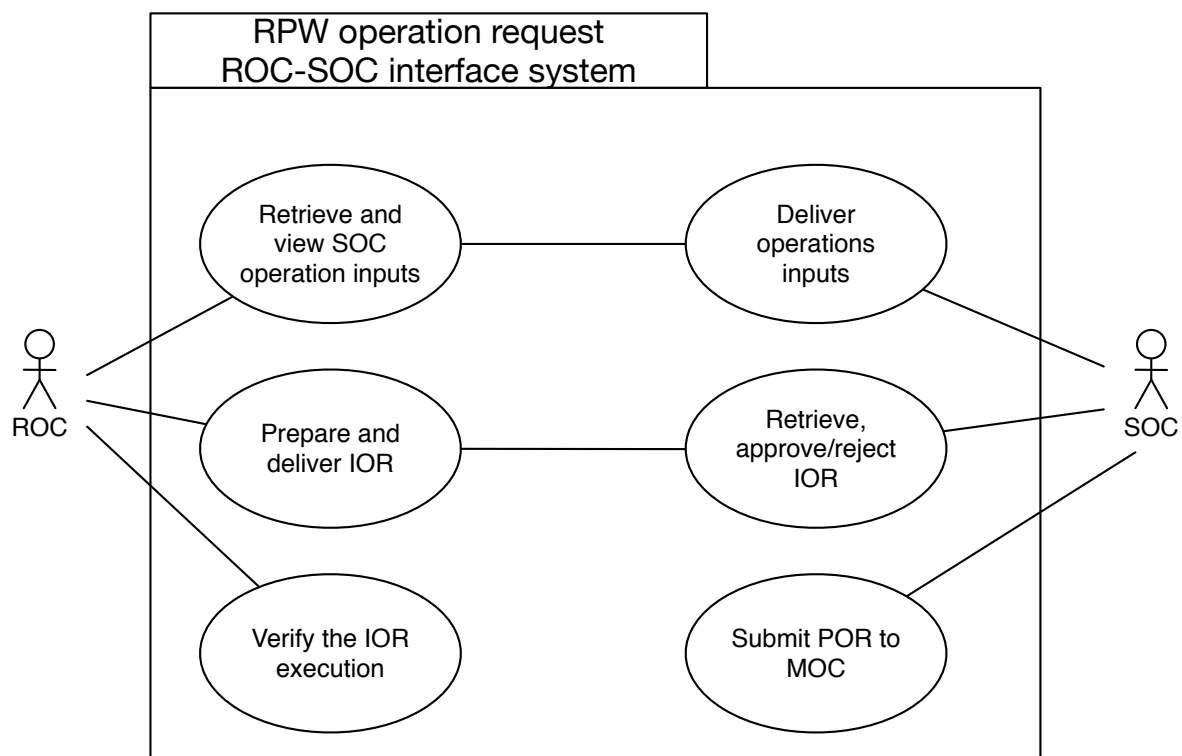 RPW operation request
ROC-SOC interface system
Retrieve and
view SOC
operation inputs
Deliver
operations
inputs
ROC
SOC
Prepare and
deliver IOR
Retrieve,
approve/reject
IOR
Verify the IOR
execution
Submit POR to
MOC